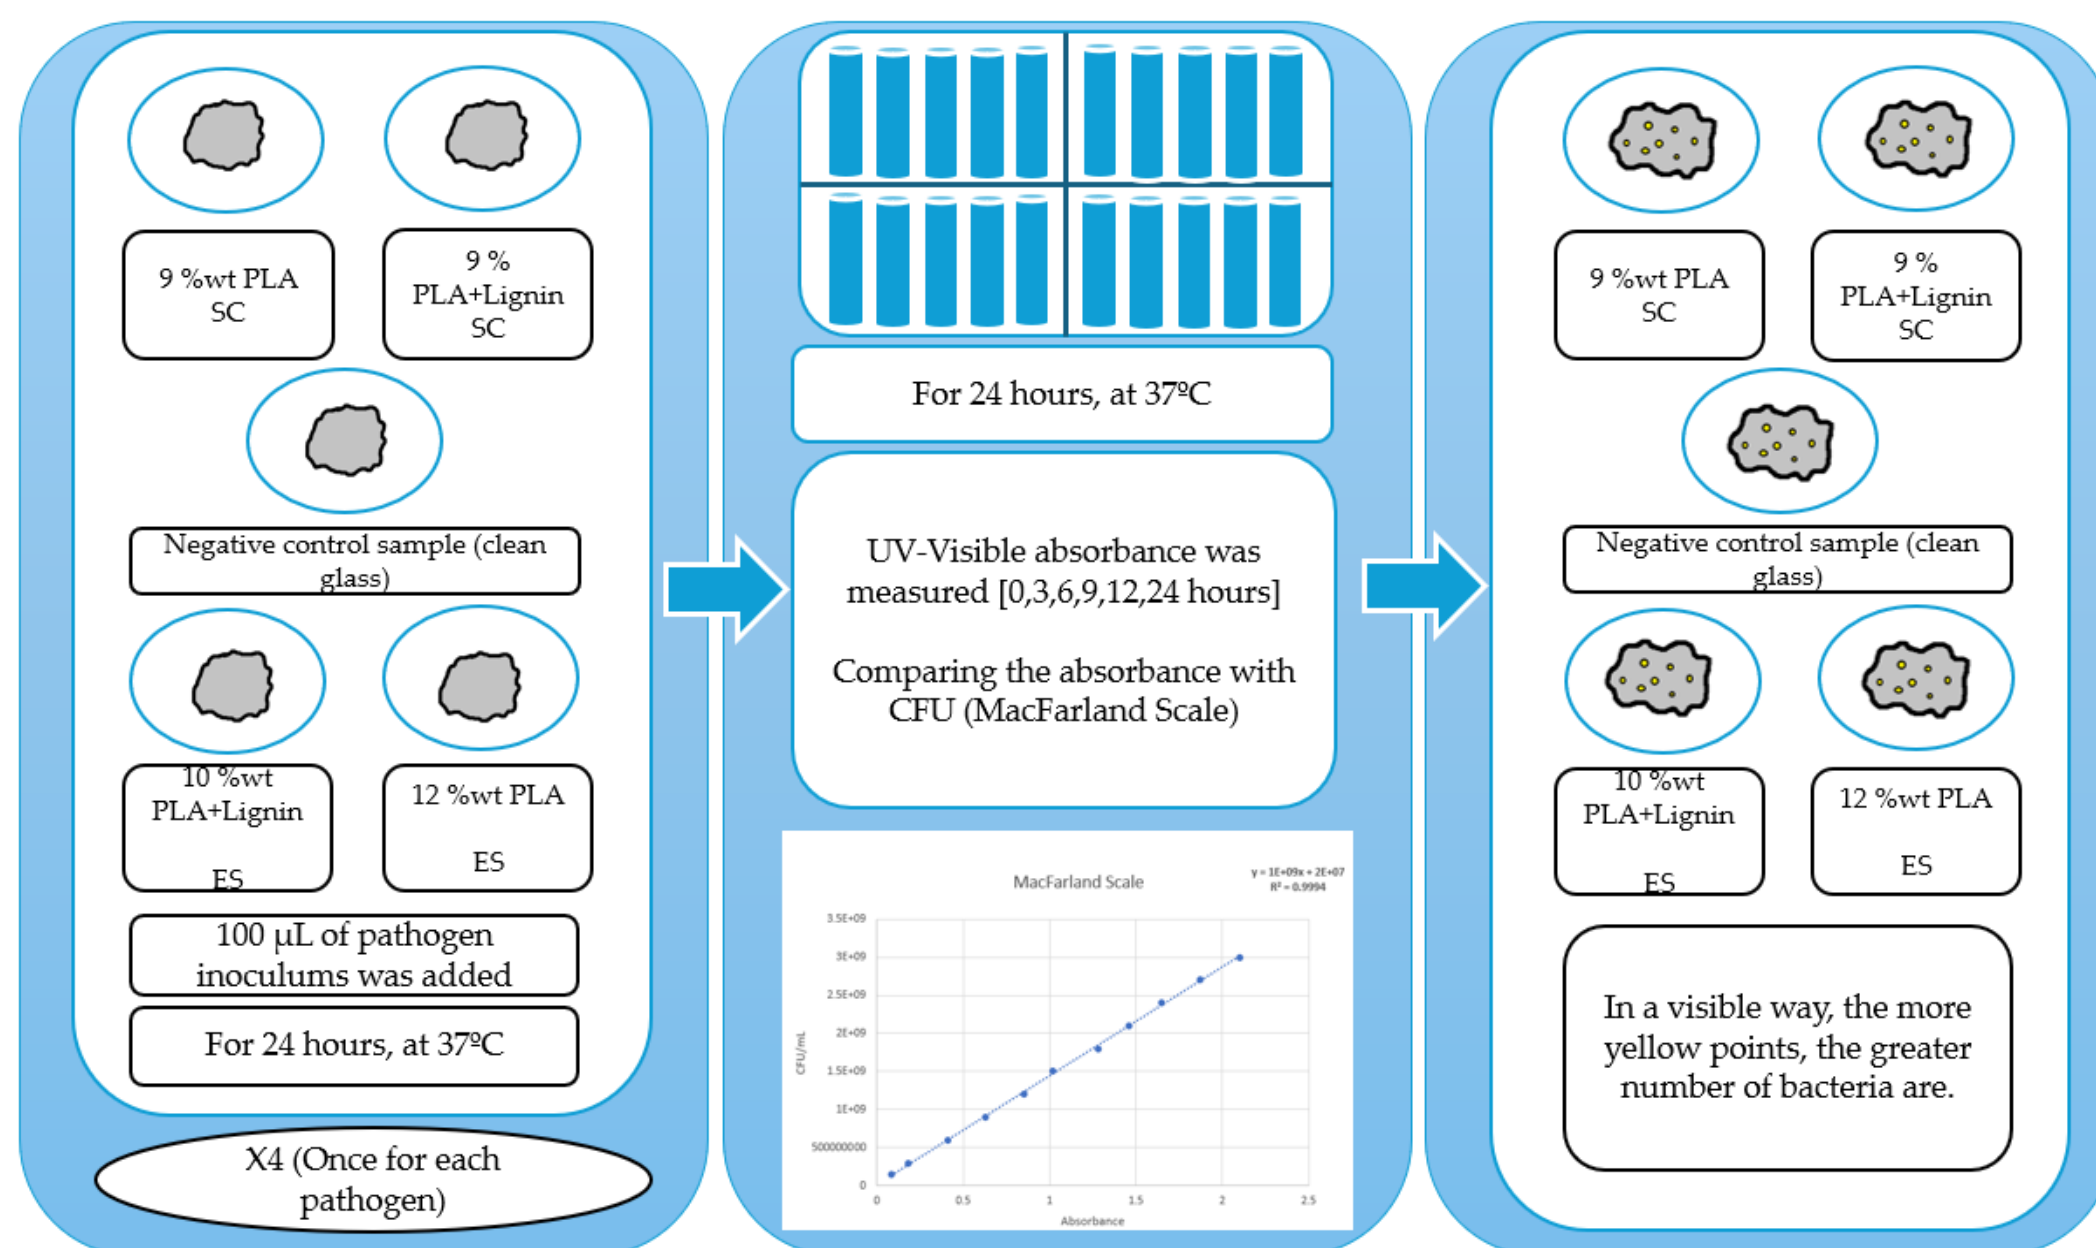 9 %wt PLA
SC
9 %
PLA+Lignin
SC
Negative control sample (clean
glass)
10 %wt
PLA+Lignin
ES
12 %wt PLA
ES
100 µL of pathogen
inoculums was added
For 24 hours, at 37ºC
X4 (Once for each
pathogen)
For 24 hours, at 37ºC
UV-Visible absorbance was
measured [0,3,6,9,12,24 hours]
Comparing the absorbance with
CFU (MacFarland Scale)
MacFarland Scale
y = 1E+09x + 2E+07
R² = 0.9994
CFU/mL
3.5E+09
3E+09
2.5E+09
2E+09
1.5E+09
1E+09
500000000
0
0 0.5 1 1.5 2 2.5
Absorbance
9 %wt PLA
SC
9 %
PLA+Lignin
SC
Negative control sample (clean
glass)
10 %wt
PLA+Lignin
ES
12 %wt PLA
ES
In a visible way, the more
yellow points, the greater
number of bacteria are.